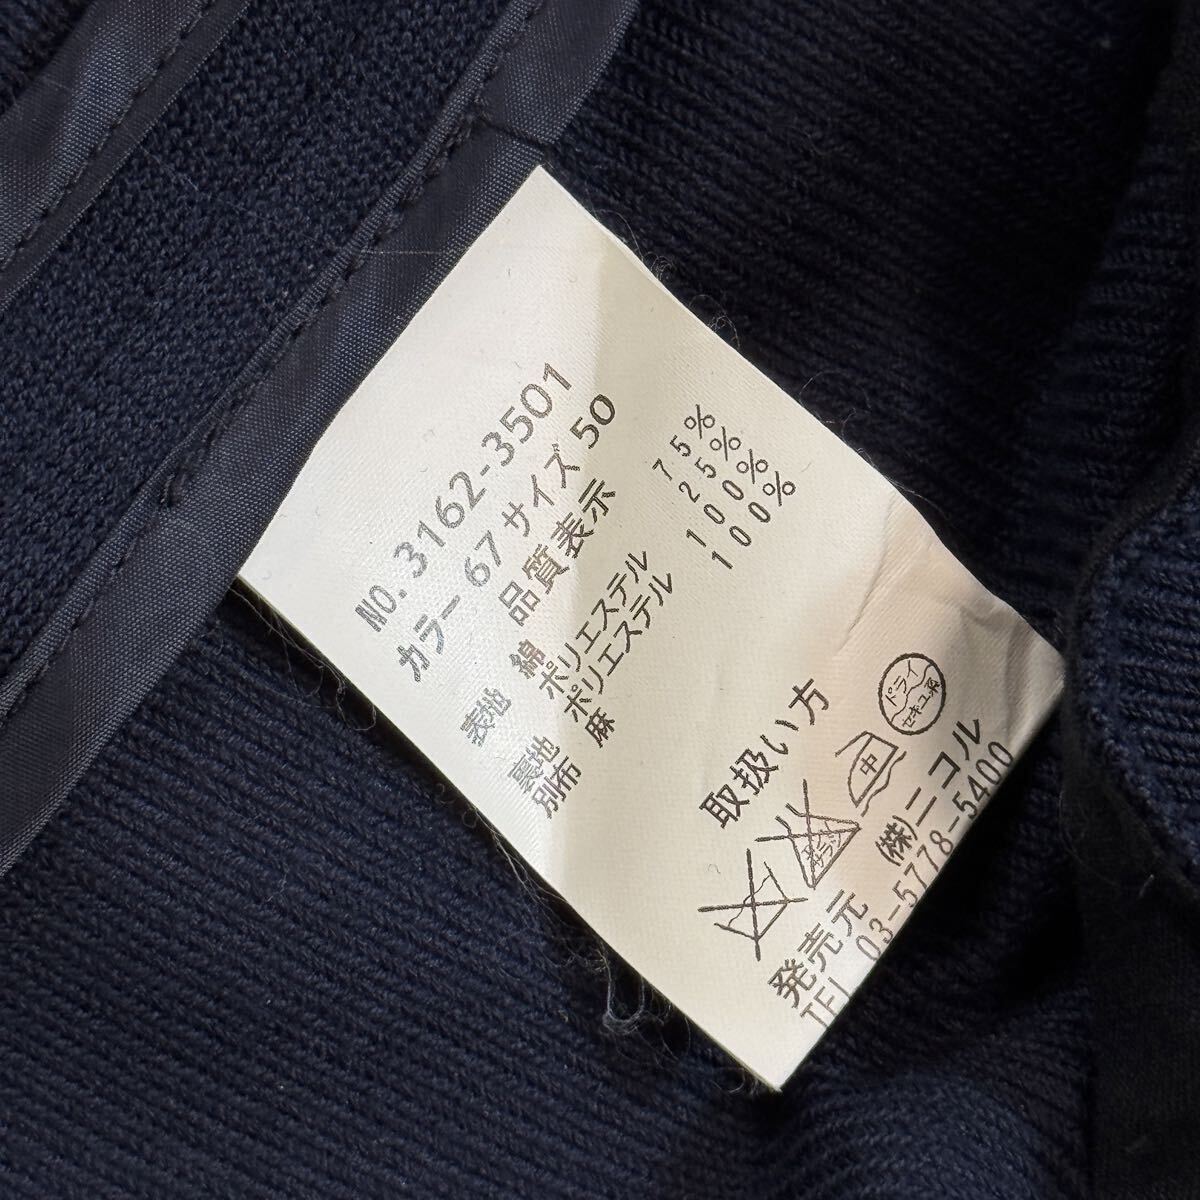 NO. 3162-3501
カラー 67 サイズ 50
品質表示
表地 綿 75%
ポリエステル 25%
裏地 ポリエステル 100%
別布 麻 100%
取扱い方
中
ドライ
セキユ系
発売元 (株)ニコル
TEL 03-5778-5400